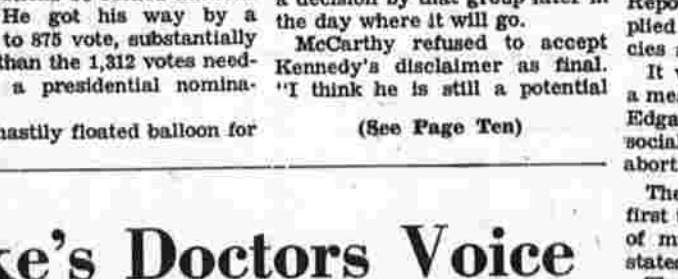 He got his way by a
to 875 vote, substantially
than the 1,312 votes need-
a presidential nomina-
hastily floated balloon for
a decision by that group later in
the day where it will go.
McCarthy refused to accept
Kennedy's disclaimer as final.
"I think he is still a potential
(See Page Ten)
plied
cies
It
a
Edga
social
abort
The
first
of
stated
ke's Doctors Voice